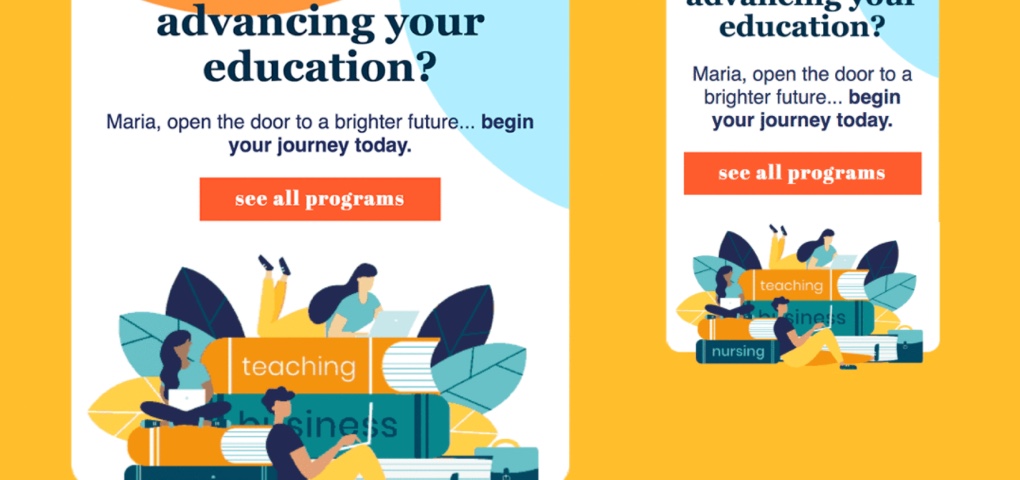 advancing your
education?
Maria, open the door to a brighter future... begin
your journey today.
see all programs
teaching
business
advancing your
education?
Maria, open the door to a
brighter future... begin
your journey today.
see all programs
teaching
business
nursing